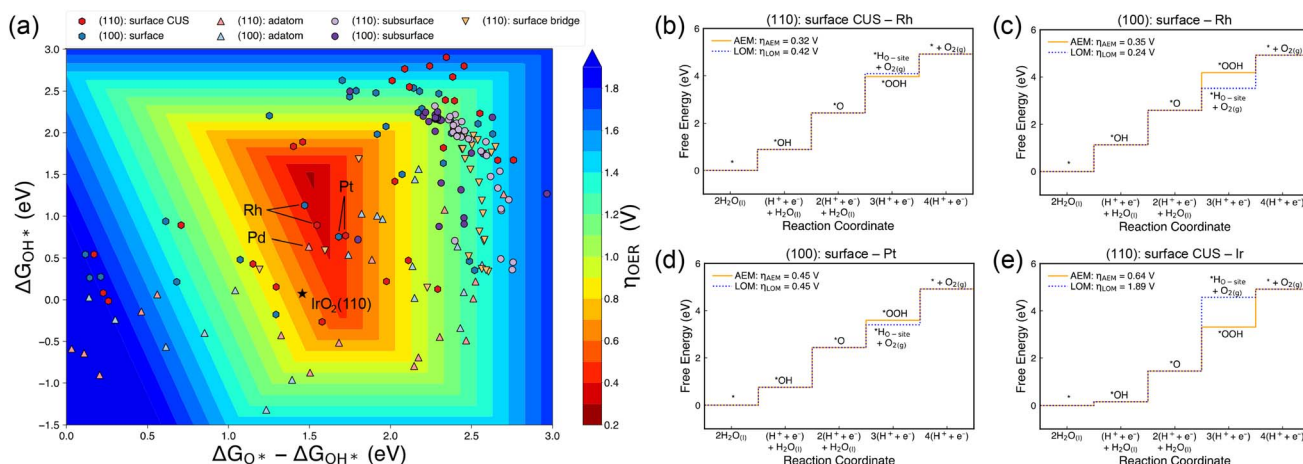 (a)
(110): surface CUS
(110): adatom
(110): subsurface
(110): surface bridge
(100): surface
(100): adatom
(100): subsurface
ΔG_OH* (eV)
3.0
2.5
2.0
1.5
1.0
0.5
0.0
−0.5
−1.0
−1.5
Rh
Pt
Pd
IrO2(110)
0.0 0.5 1.0 1.5 2.0 2.5 3.0
ΔG_O* − ΔG_OH* (eV)
1.8
1.6
1.4
1.2
1.0
0.8
0.6
0.4
0.2
η_OER (V)
(b) (110): surface CUS – Rh
AEM: η_AEM = 0.32 V
LOM: η_LOM = 0.42 V
Free Energy (eV)
6
4
2
0
*
*OH
*O
*H_O−site
+ O2(g)
*OOH
* + O2(g)
2H2O(l) (H+ + e−) 2(H+ + e−) 3(H+ + e−) 4(H+ + e−)
+ H2O(l) + H2O(l)
Reaction Coordinate
(c) (100): surface – Rh
AEM: η_AEM = 0.35 V
LOM: η_LOM = 0.24 V
Free Energy (eV)
6
4
2
0
*
*OH
*O
*OOH
*H_O−site
+ O2(g)
* + O2(g)
2H2O(l) (H+ + e−) 2(H+ + e−) 3(H+ + e−) 4(H+ + e−)
+ H2O(l) + H2O(l)
Reaction Coordinate
(d) (100): surface – Pt
AEM: η_AEM = 0.45 V
LOM: η_LOM = 0.45 V
Free Energy (eV)
6
4
2
0
*
*OH
*O
*OOH
*H_O−site
+ O2(g)
* + O2(g)
2H2O(l) (H+ + e−) 2(H+ + e−) 3(H+ + e−) 4(H+ + e−)
+ H2O(l) + H2O(l)
Reaction Coordinate
(e) (110): surface CUS – Ir
AEM: η_AEM = 0.64 V
LOM: η_LOM = 1.89 V
Free Energy (eV)
6
4
2
0
*
*OH
*O
*H_O−site
+ O2(g)
*OOH
* + O2(g)
2H2O(l) (H+ + e−) 2(H+ + e−) 3(H+ + e−) 4(H+ + e−)
+ H2O(l) + H2O(l)
Reaction Coordinate